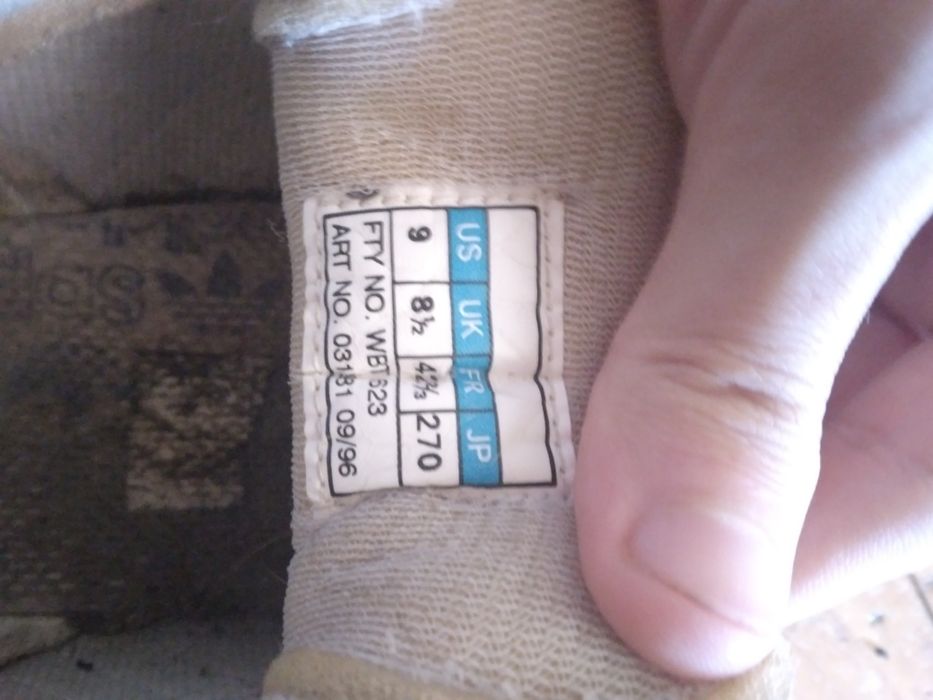 US UK FR JP
9 8½ 42⅔ 270
FTY NO. WBT623
ART NO. 03181 09/96